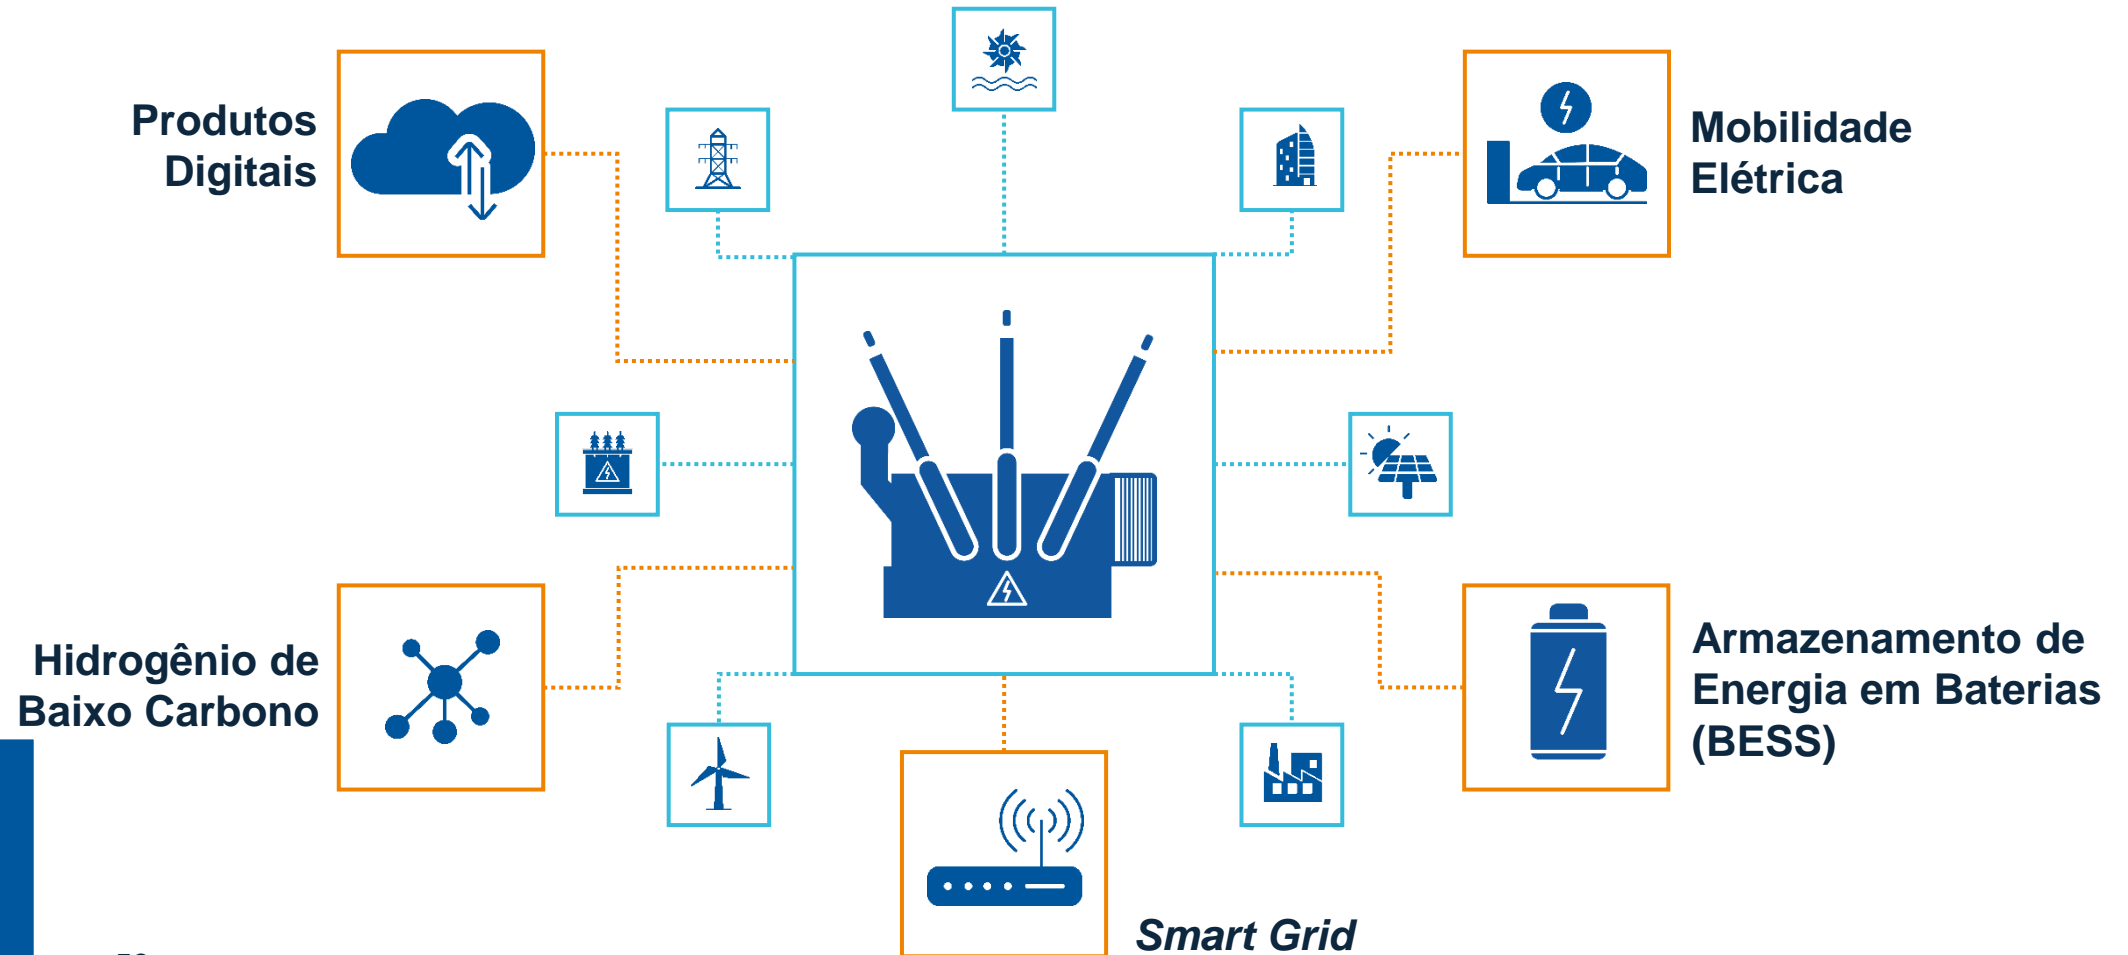 Produtos
Digitais
Mobilidade
Elétrica
Hidrogênio de
Baixo Carbono
Armazenamento de
Energia em Baterias
(BESS)
Smart Grid